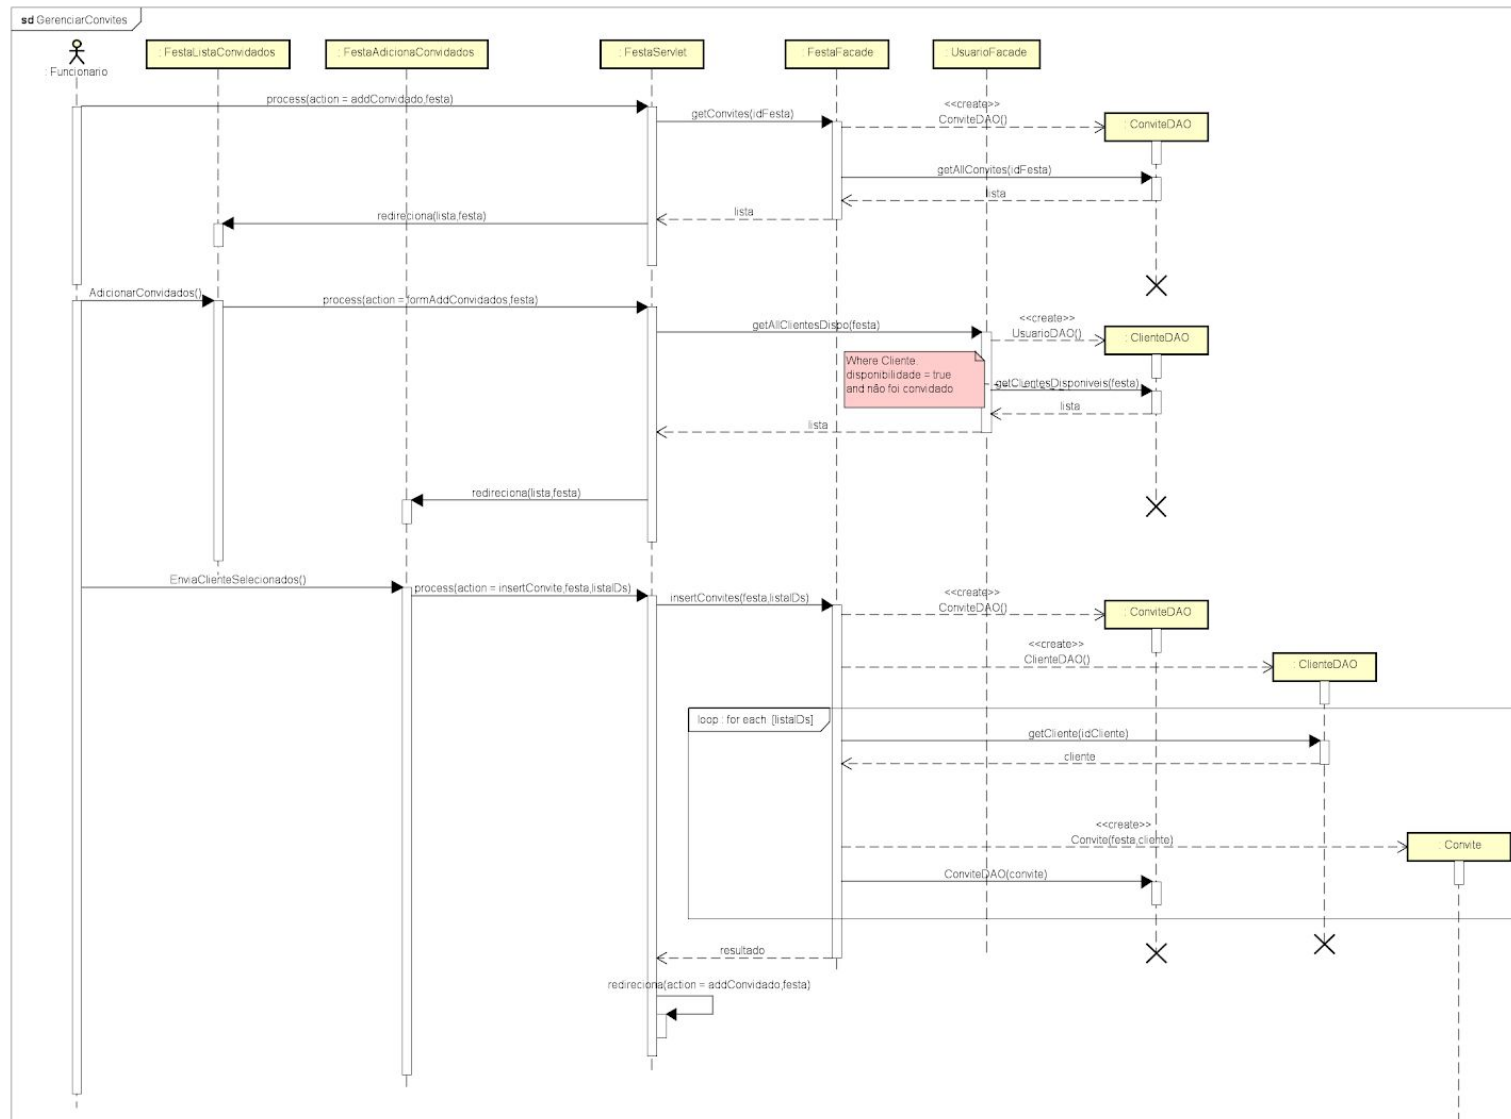 sd GerenciarConvites
: Funcionario
: FestaListaConvidados
: FestaAdicionaConvidados
: FestaServlet
: FestaFacade
: UsuarioFacade
process(action = addConvidado,festa)
getConvites(idFesta)
<<create>>
ConviteDAO()
: ConviteDAO
getAllConvites(idFesta)
lista
lista
redireciona(lista,festa)
AdicionarConvidados()
process(action = formAddConvidados,festa)
getAllClientesDispo(festa)
<<create>>
UsuarioDAO()
: ClienteDAO
Where Cliente
disponibilidade = true
and não foi convidado
getClientesDisponiveis(festa)
lista
lista
redireciona(lista,festa)
EnviaClienteSelecionados()
process(action = insertConvite,festa,listaIDs)
insertConvites(festa,listaIDs)
<<create>>
ConviteDAO()
: ConviteDAO
<<create>>
ClienteDAO()
: ClienteDAO
loop : for each [listaIDs]
getCliente(idCliente)
cliente
<<create>>
Convite(festa,cliente)
: Convite
ConviteDAO(convite)
resultado
redireciona(action = addConvidado,festa)